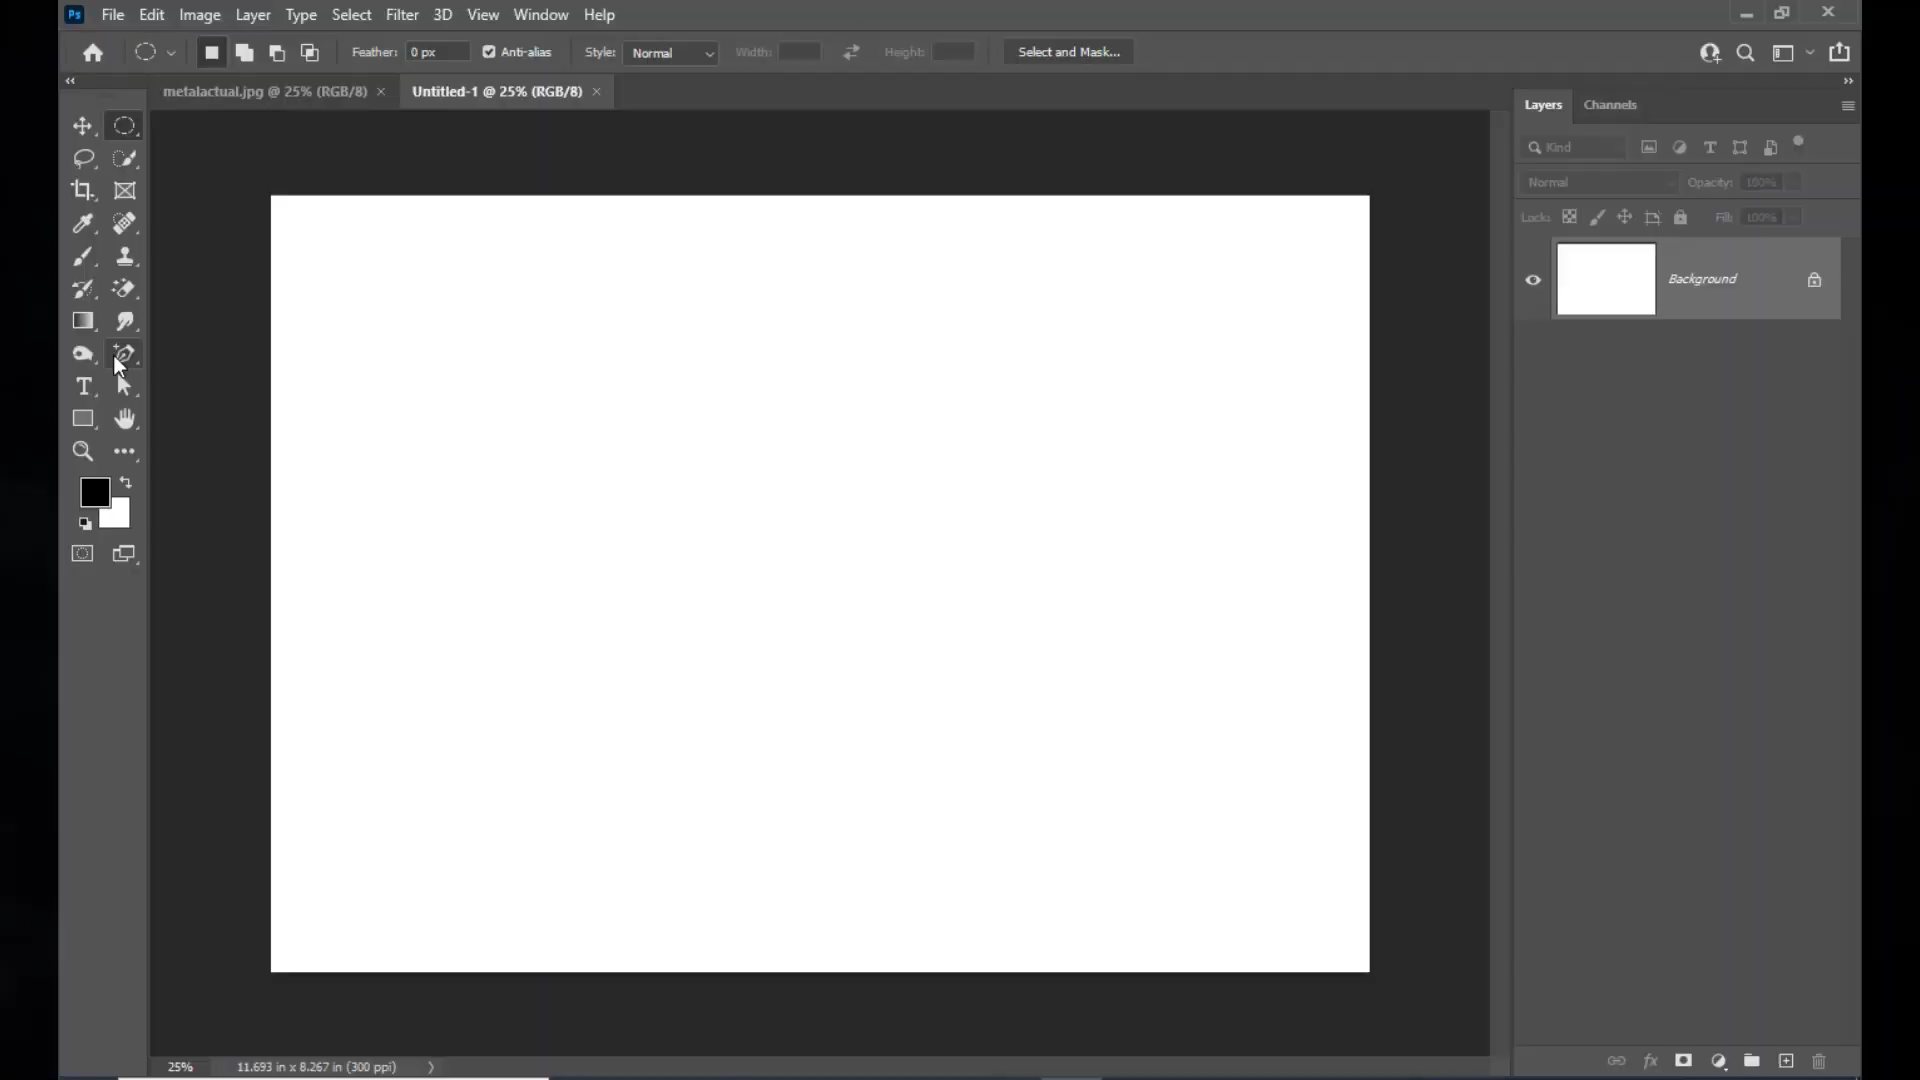 Ps File Edit Image Layer Type Select Filter 3D View Window Help
Feather: 0 px Anti-alias Style: Normal Width: Height: Select and Mask...
metalactual.jpg @ 25% (RGB/8) × Untitled-1 @ 25% (RGB/8) ×
Layers Channels
Kind
Normal Opacity: 100%
Lock: Fill: 100%
Background
25% 11.693 in x 8.267 in (300 ppi)